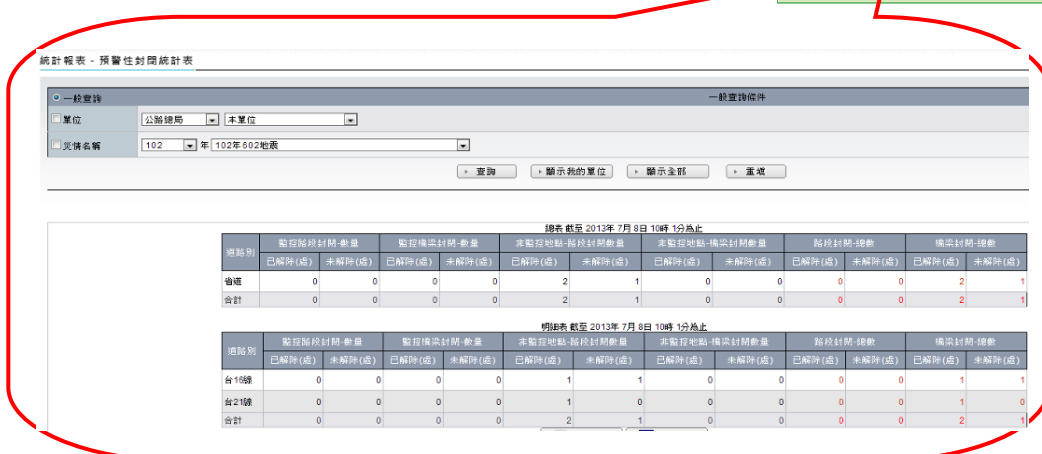 統計報表 - 預警性封閉統計表
一般查詢 一般查詢條件
單位 公路總局 本單位
災情名稱 102 年 102年602地震
查詢 顯示我的單位 顯示全部 重填
總表 截至 2013年 7月 8日 10時 1分為止
道路別 監控路段封閉-數量 監控橋梁封閉-數量 非監控地點-路段封閉數量 非監控地點-橋梁封閉數量 路段封閉-總數 橋梁封閉-總數
已解除(處) 未解除(處) 已解除(處) 未解除(處) 已解除(處) 未解除(處) 已解除(處) 未解除(處) 已解除(處) 未解除(處) 已解除(處) 未解除(處)
省道 0 0 0 0 2 1 0 0 0 0 2 1
合計 0 0 0 0 2 1 0 0 0 0 2 1
明細表 截至 2013年 7月 8日 10時 1分為止
道路別 監控路段封閉-數量 監控橋梁封閉-數量 非監控地點-路段封閉數量 非監控地點-橋梁封閉數量 路段封閉-總數 橋梁封閉-總數
已解除(處) 未解除(處) 已解除(處) 未解除(處) 已解除(處) 未解除(處) 已解除(處) 未解除(處) 已解除(處) 未解除(處) 已解除(處) 未解除(處)
台16線 0 0 0 0 1 1 0 0 0 0 1 1
台21線 0 0 0 0 1 0 0 0 0 0 1 0
合計 0 0 0 0 2 1 0 0 0 0 2 1